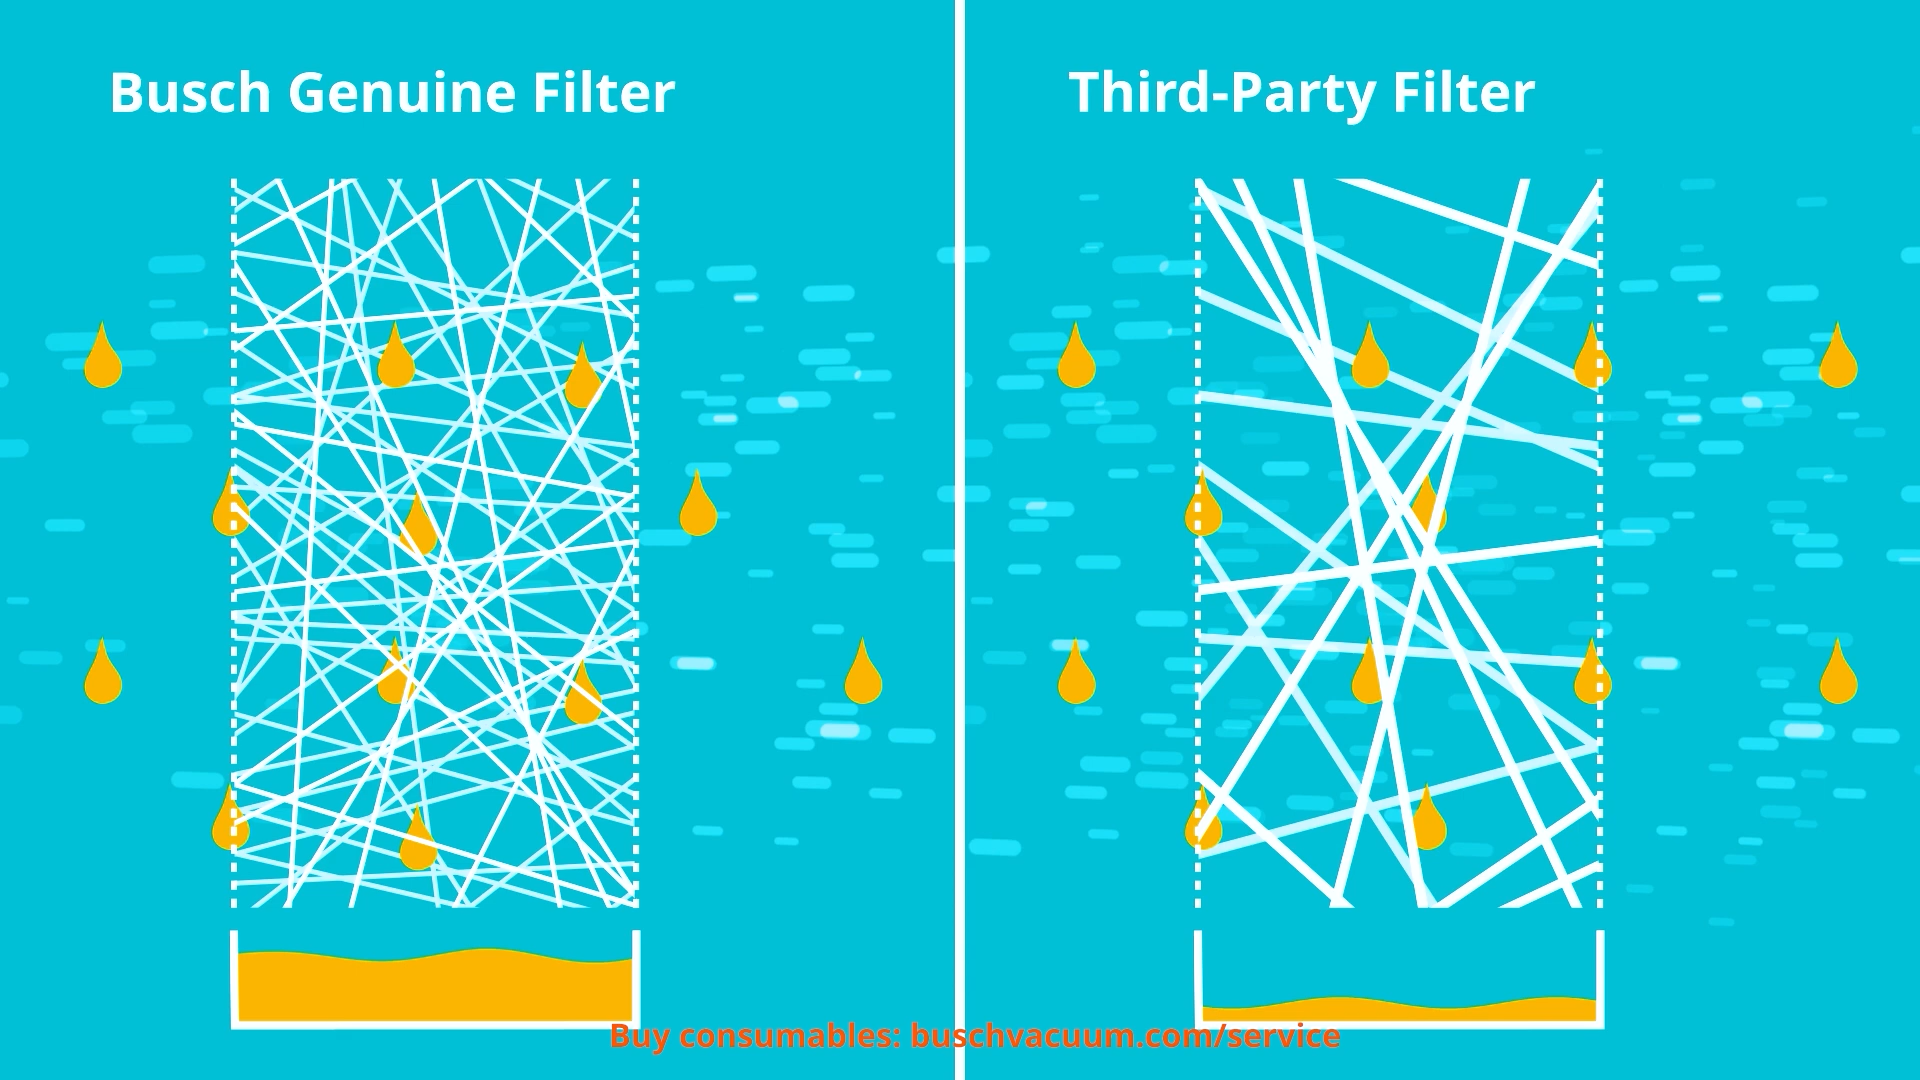 Busch Genuine Filter
Third-Party Filter
Buy consumables: buschvacuum.com/service